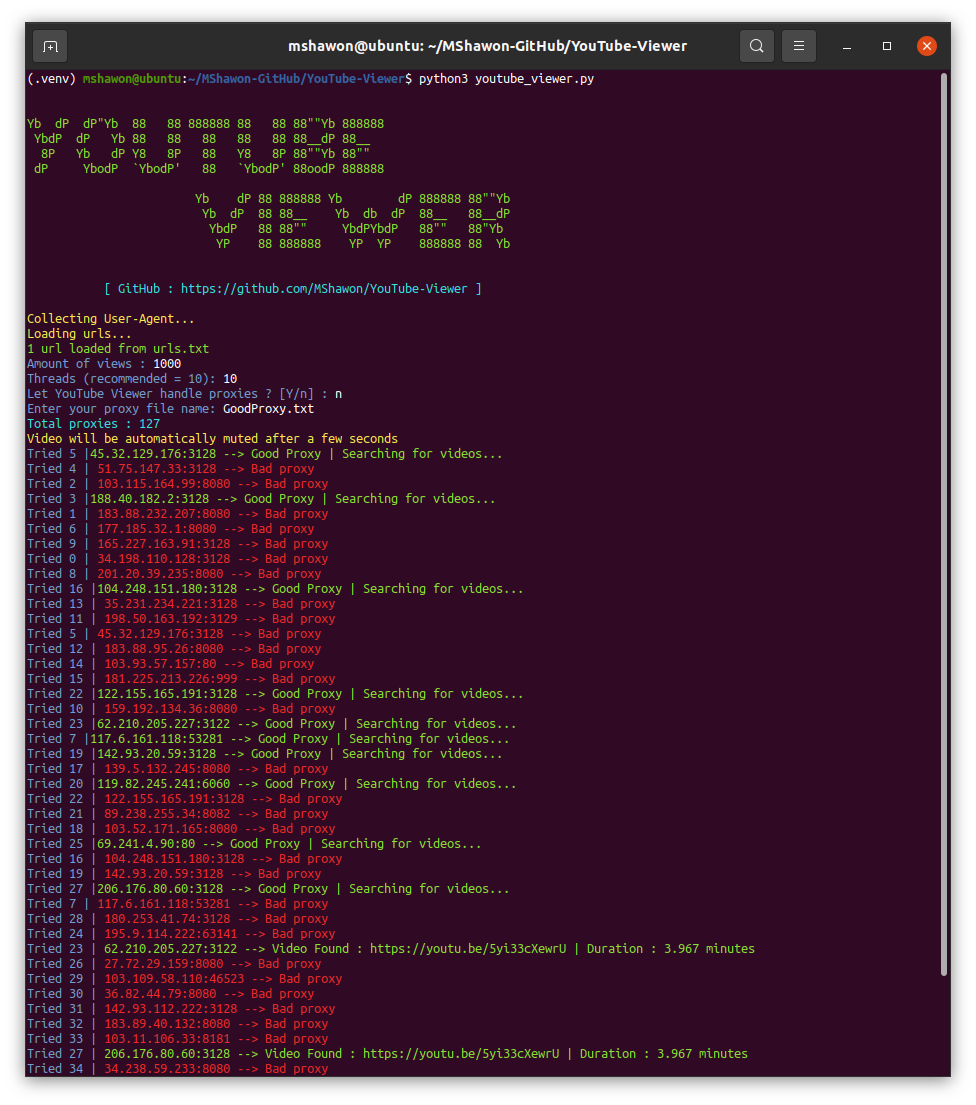 mshawon@ubuntu: ~/MShawon-GitHub/YouTube-Viewer
(.venv) mshawon@ubuntu:~/MShawon-GitHub/YouTube-Viewer$ python3 youtube_viewer.py
Yb  dP  dP"Yb  88   88 888888 88   88 88""Yb 888888
 YbdP  dP   Yb 88   88   88   88   88 88__dP 88__
  8P   Yb   dP Y8   8P   88   Y8   8P 88""Yb 88""
 dP     YbodP  `YbodP'   88   `YbodP' 88oodP 888888
                        Yb    dP 88 888888 Yb        dP 888888 88""Yb
                         Yb  dP  88 88__    Yb  db  dP  88__   88__dP
                          YbdP   88 88""     YbdPYbdP   88""   88"Yb
                           YP    88 888888    YP  YP    888888 88  Yb
[ GitHub : https://github.com/MShawon/YouTube-Viewer ]
Collecting User-Agent...
Loading urls...
1 url loaded from urls.txt
Amount of views : 1000
Threads (recommended = 10): 10
Let YouTube Viewer handle proxies ? [Y/n] : n
Enter your proxy file name: GoodProxy.txt
Total proxies : 127
Video will be automatically muted after a few seconds
Tried 5 |45.32.129.176:3128 --> Good Proxy | Searching for videos...
Tried 4 | 51.75.147.33:3128 --> Bad proxy
Tried 2 | 103.115.164.99:8080 --> Bad proxy
Tried 3 |188.40.182.2:3128 --> Good Proxy | Searching for videos...
Tried 1 | 183.88.232.207:8080 --> Bad proxy
Tried 6 | 177.185.32.1:8080 --> Bad proxy
Tried 9 | 165.227.163.91:3128 --> Bad proxy
Tried 0 | 34.198.110.128:3128 --> Bad proxy
Tried 8 | 201.20.39.235:8080 --> Bad proxy
Tried 16 |104.248.151.180:3128 --> Good Proxy | Searching for videos...
Tried 13 | 35.231.234.221:3128 --> Bad proxy
Tried 11 | 198.50.163.192:3129 --> Bad proxy
Tried 5 | 45.32.129.176:3128 --> Bad proxy
Tried 12 | 183.88.95.26:8080 --> Bad proxy
Tried 14 | 103.93.57.157:80 --> Bad proxy
Tried 15 | 181.225.213.226:999 --> Bad proxy
Tried 22 |122.155.165.191:3128 --> Good Proxy | Searching for videos...
Tried 10 | 159.192.134.36:8080 --> Bad proxy
Tried 23 |62.210.205.227:3122 --> Good Proxy | Searching for videos...
Tried 7 |117.6.161.118:53281 --> Good Proxy | Searching for videos...
Tried 19 |142.93.20.59:3128 --> Good Proxy | Searching for videos...
Tried 17 | 139.5.132.245:8080 --> Bad proxy
Tried 20 |119.82.245.241:6060 --> Good Proxy | Searching for videos...
Tried 22 | 122.155.165.191:3128 --> Bad proxy
Tried 21 | 89.238.255.34:8082 --> Bad proxy
Tried 18 | 103.52.171.165:8080 --> Bad proxy
Tried 25 |69.241.4.90:80 --> Good Proxy | Searching for videos...
Tried 16 | 104.248.151.180:3128 --> Bad proxy
Tried 19 | 142.93.20.59:3128 --> Bad proxy
Tried 27 |206.176.80.60:3128 --> Good Proxy | Searching for videos...
Tried 7 | 117.6.161.118:53281 --> Bad proxy
Tried 28 | 180.253.41.74:3128 --> Bad proxy
Tried 24 | 195.9.114.222:63141 --> Bad proxy
Tried 23 | 62.210.205.227:3122 --> Video Found : https://youtu.be/5yi33cXewrU | Duration : 3.967 minutes
Tried 26 | 27.72.29.159:8080 --> Bad proxy
Tried 29 | 103.109.58.110:46523 --> Bad proxy
Tried 30 | 36.82.44.79:8080 --> Bad proxy
Tried 31 | 142.93.112.222:3128 --> Bad proxy
Tried 32 | 183.89.40.132:8080 --> Bad proxy
Tried 33 | 103.11.106.33:8181 --> Bad proxy
Tried 27 | 206.176.80.60:3128 --> Video Found : https://youtu.be/5yi33cXewrU | Duration : 3.967 minutes
Tried 34 | 34.238.59.233:8080 --> Bad proxy